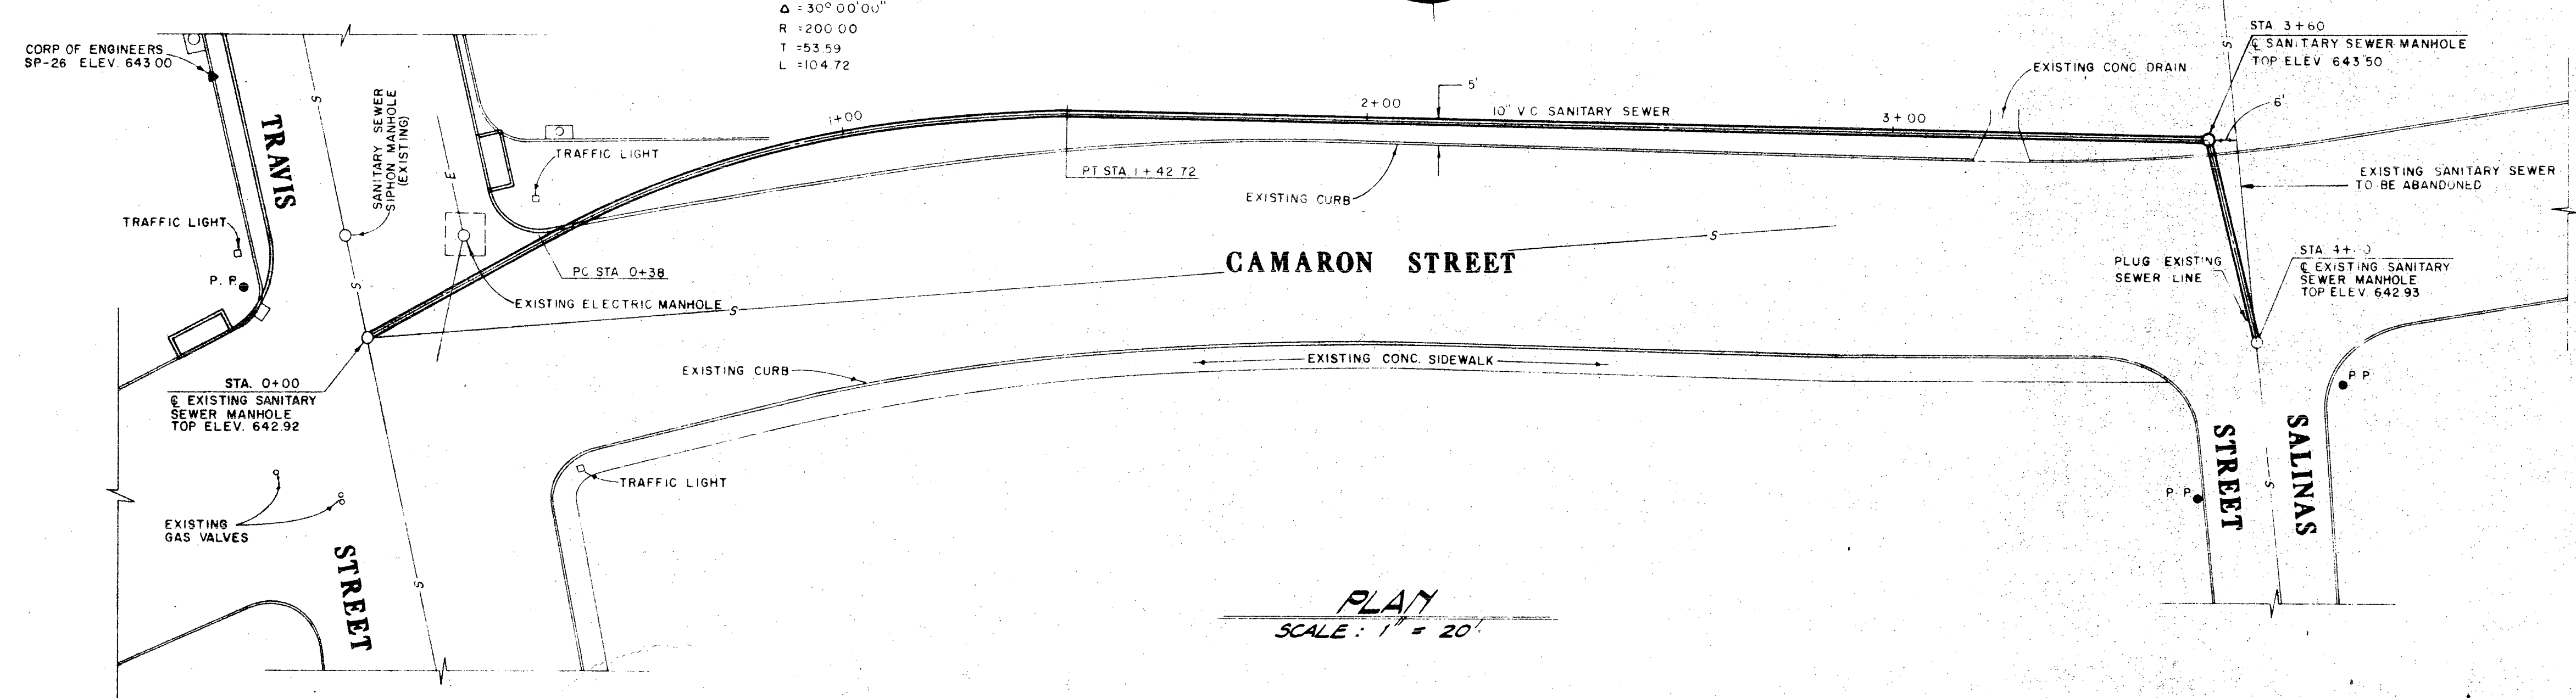 Δ = 30° 00' 00"
R = 200 00
T = 53.59
L = 104.72
CORP OF ENGINEERS
SP-26 ELEV. 643 00
TRAVIS
S
SANITARY SEWER
SIPHON MANHOLE
(EXISTING)
E
TRAFFIC LIGHT
1+00
2+00
5'
10" V C SANITARY SEWER
3+00
EXISTING CONC. DRAIN
S
STA. 3+60
℄ SANITARY SEWER MANHOLE
TOP ELEV 643 50
6'
EXISTING SANITARY SEWER
TO BE ABANDONED
PT STA. 1 + 42 72
EXISTING CURB
TRAFFIC LIGHT
P. P.
S
PC STA 0+38
EXISTING ELECTRIC MANHOLE
S
CAMARON STREET
S
PLUG EXISTING
SEWER LINE
℄ EXISTING SANITARY
SEWER MANHOLE
TOP ELEV 642.93
STA. 0+00
℄ EXISTING SANITARY
SEWER MANHOLE
TOP ELEV. 642.92
EXISTING CURB
EXISTING CONC. SIDEWALK
P P
TRAFFIC LIGHT
EXISTING
GAS VALVES
STREET
S
P P
STREET
S
SALINAS
PLAN
SCALE : 1" = 20'